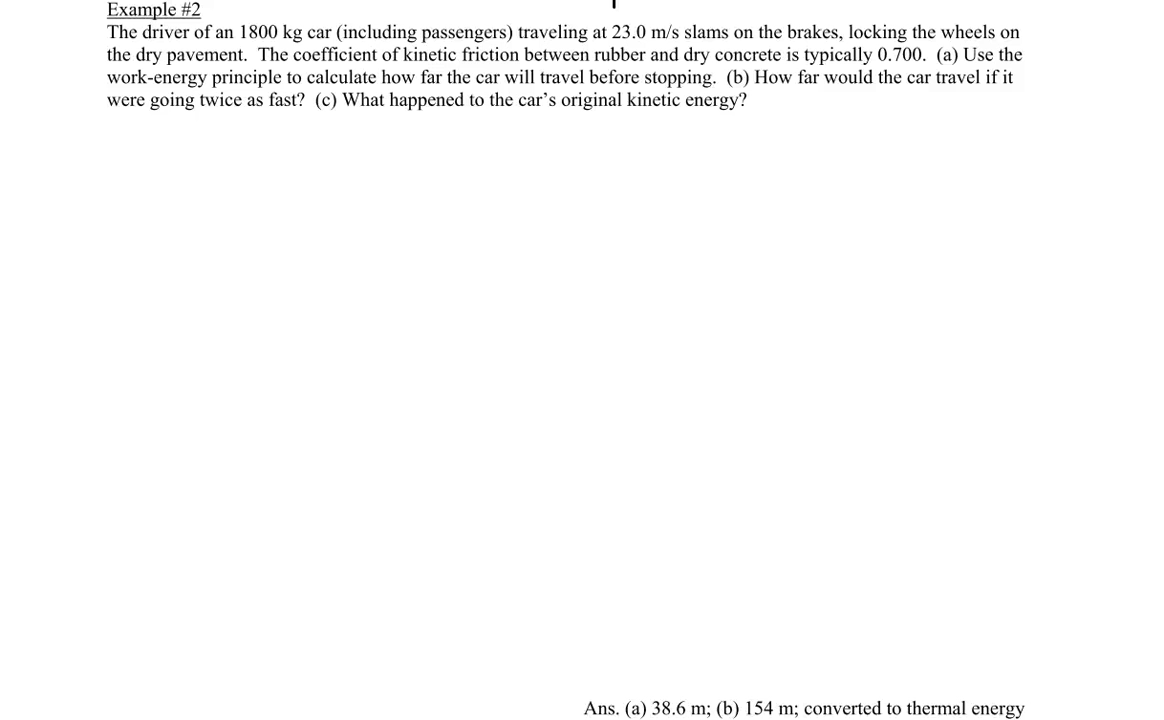 Example #2
The driver of an 1800 kg car (including passengers) traveling at 23.0 m/s slams on the brakes, locking the wheels on
the dry pavement.  The coefficient of kinetic friction between rubber and dry concrete is typically 0.700.  (a) Use the
work-energy principle to calculate how far the car will travel before stopping.  (b) How far would the car travel if it
were going twice as fast?  (c) What happened to the car’s original kinetic energy?
Ans. (a) 38.6 m; (b) 154 m; converted to thermal energy